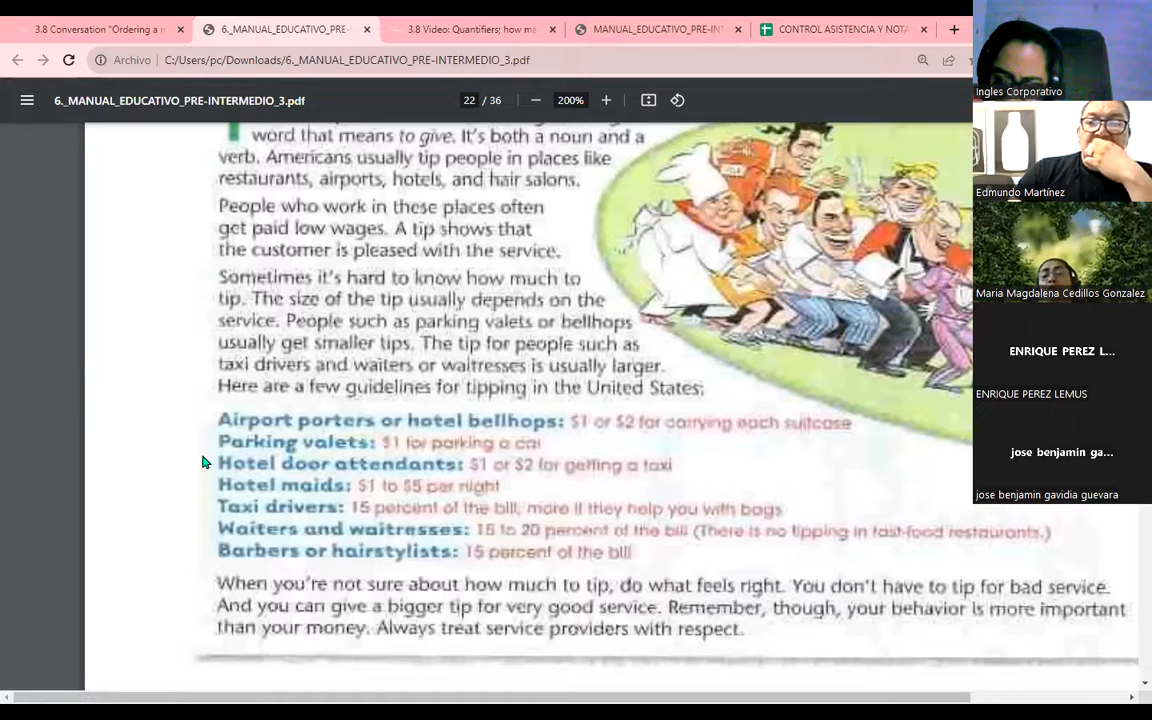 3.8 Conversation "Ordering a
6._MANUAL_EDUCATIVO_PRE-
3.8 Video: Quantifiers; how ma
MANUAL_EDUCATIVO_PRE-INT
CONTROL ASISTENCIA Y NOTA
Archivo C:/Users/pc/Downloads/6._MANUAL_EDUCATIVO_PRE-INTERMEDIO_3.pdf
6._MANUAL_EDUCATIVO_PRE-INTERMEDIO_3.pdf
22 / 36
200%
word that means to give. It's both a noun and a
verb. Americans usually tip people in places like
restaurants, airports, hotels, and hair salons.
People who work in these places often
get paid low wages. A tip shows that
the customer is pleased with the service.
Sometimes it's hard to know how much to
tip. The size of the tip usually depends on the
service. People such as parking valets or bellhops
usually get smaller tips. The tip for people such as
taxi drivers and waiters or waitresses is usually larger.
Here are a few guidelines for tipping in the United States:
Airport porters or hotel bellhops: $1 or $2 for carrying each suitcase
Parking valets: $1 for parking a car
Hotel door attendants: $1 or $2 for getting a taxi
Hotel maids: $1 to $5 per night
Taxi drivers: 15 percent of the bill, more if they help you with bags
Waiters and waitresses: 15 to 20 percent of the bill (There is no tipping in fast-food restaurants.)
Barbers or hairstylists: 15 percent of the bill
When you're not sure about how much to tip, do what feels right. You don't have to tip for bad service.
And you can give a bigger tip for very good service. Remember, though, your behavior is more important
than your money. Always treat service providers with respect.
Ingles Corporativo
Edmundo Martínez
Maria Magdalena Cedillos Gonzalez
ENRIQUE PEREZ L...
ENRIQUE PEREZ LEMUS
jose benjamin ga...
jose benjamin gavidia guevara